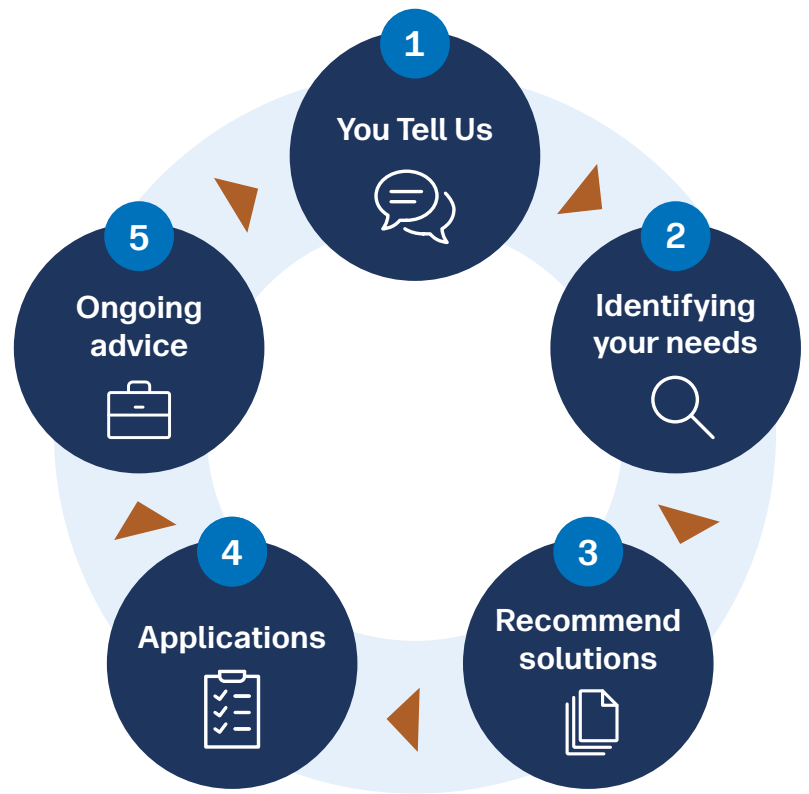 1
You Tell Us
2
Identifying
your needs
3
Recommend
solutions
4
Applications
5
Ongoing
advice